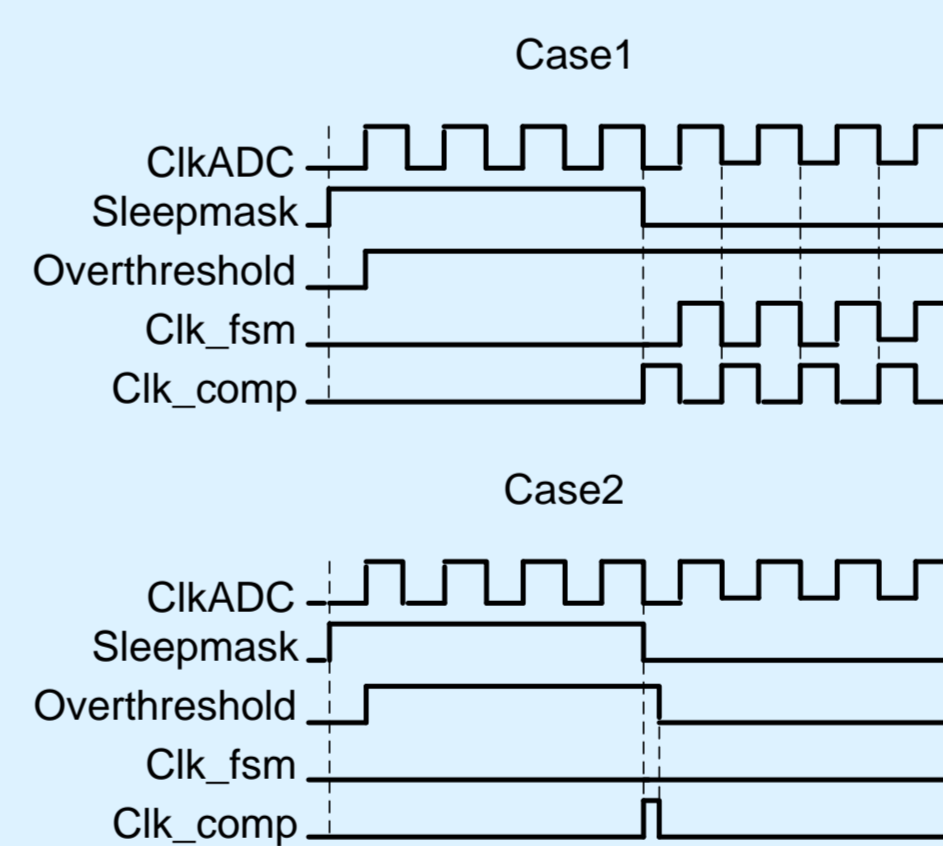 Case1
ClkADC
Sleepmask
Overthreshold
Clk_fsm
Clk_comp
Case2
ClkADC
Sleepmask
Overthreshold
Clk_fsm
Clk_comp